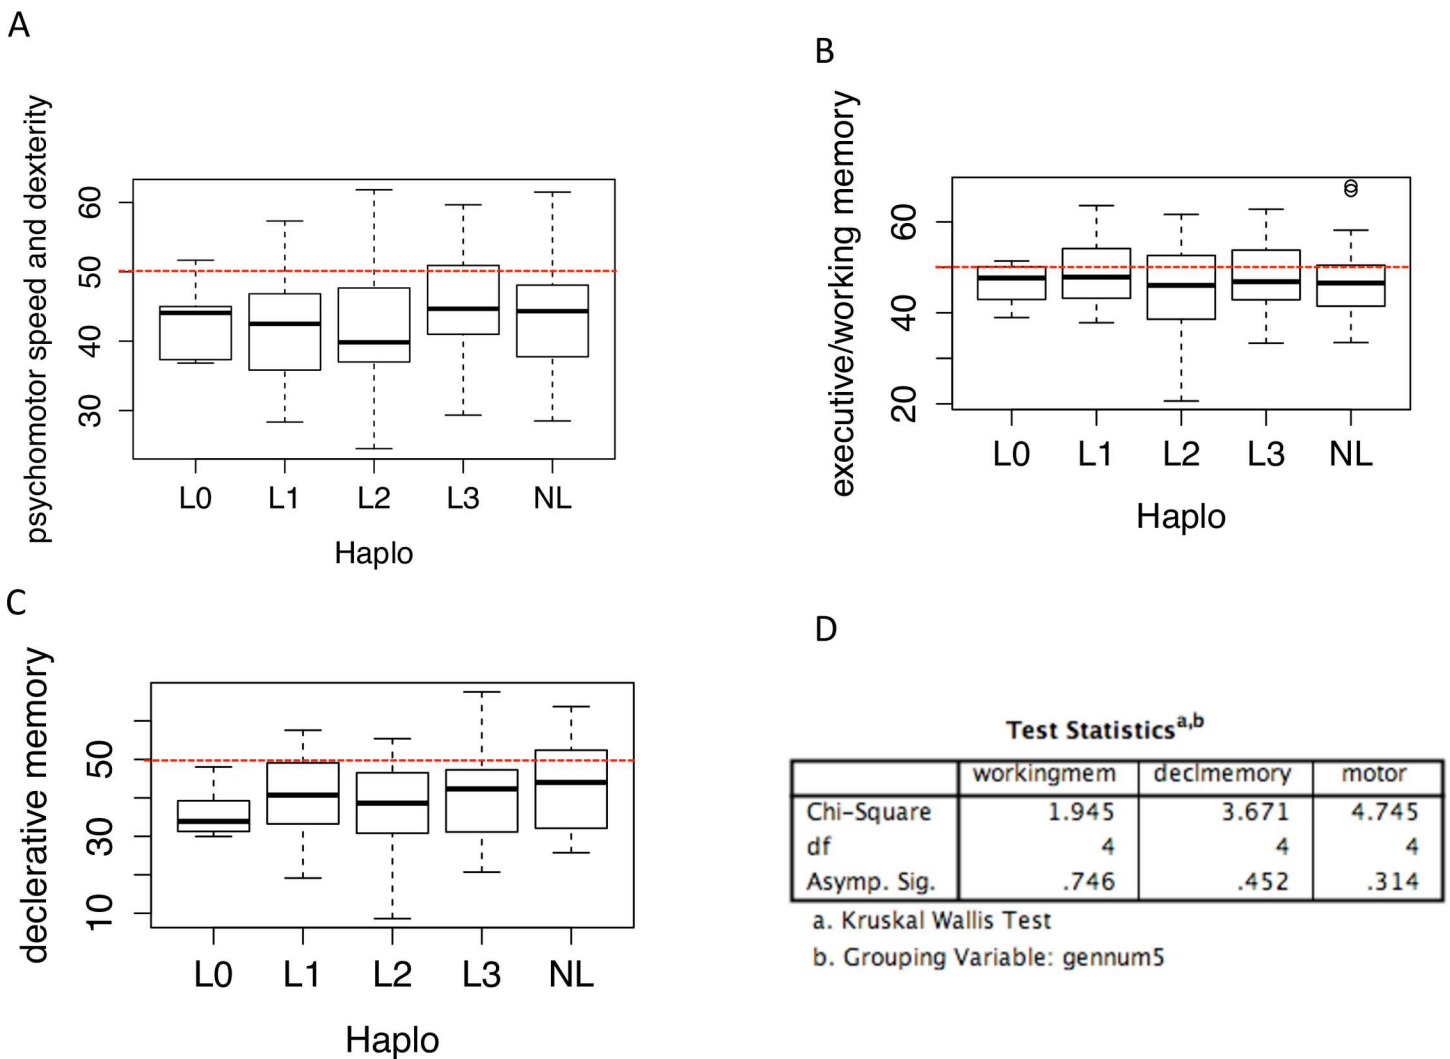 A
psychomotor speed and dexterity
60
50
40
30
L0 L1 L2 L3 NL
Haplo
B
executive/working memory
60
40
20
L0 L1 L2 L3 NL
Haplo
C
declerative memory
50
30
10
L0 L1 L2 L3 NL
Haplo
D
Test Statistics a,b
workingmem declmemory motor
Chi-Square 1.945 3.671 4.745
df 4 4 4
Asymp. Sig. .746 .452 .314
a. Kruskal Wallis Test
b. Grouping Variable: gennum5